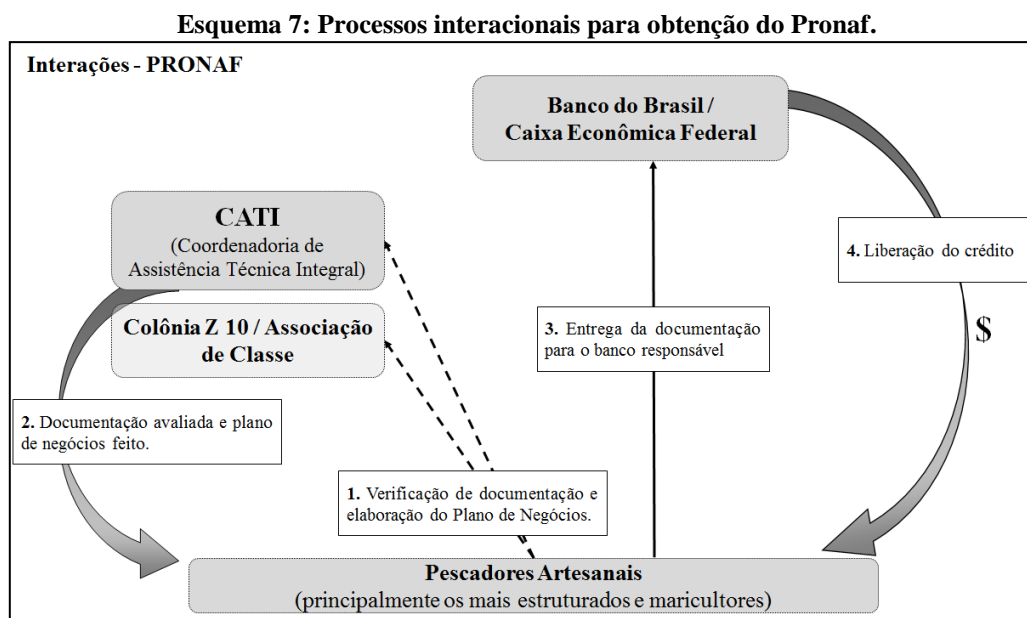 Esquema 7: Processos interacionais para obtenção do Pronaf.
Interações - PRONAF
Banco do Brasil /
Caixa Econômica Federal
CATI
(Coordenadoria de
Assistência Técnica Integral)
Colônia Z 10 / Associação
de Classe
4. Liberação do crédito
$
3. Entrega da documentação
para o banco responsável
2. Documentação avaliada e plano
de negócios feito.
1. Verificação de documentação e
elaboração do Plano de Negócios.
Pescadores Artesanais
(principalmente os mais estruturados e maricultores)